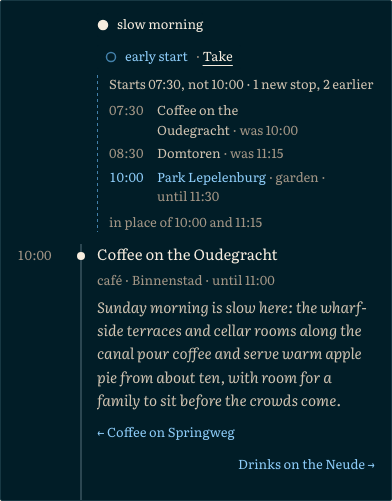 slow morning
early start · Take
Starts 07:30, not 10:00 · 1 new stop, 2 earlier
07:30 Coffee on the
Oudegracht · was 10:00
08:30 Domtoren · was 11:15
10:00 Park Lepelenburg · garden ·
until 11:30
in place of 10:00 and 11:15
10:00 Coffee on the Oudegracht
café · Binnenstad · until 11:00
Sunday morning is slow here: the wharf-
side terraces and cellar rooms along the
canal pour coffee and serve warm apple
pie from about ten, with room for a
family to sit before the crowds come.
← Coffee on Springweg
Drinks on the Neude →